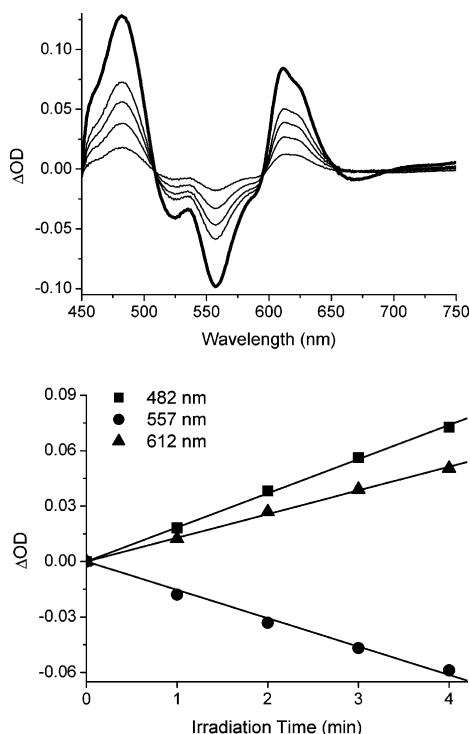 0.10
0.05
0.00
-0.05
-0.10
ΔOD
450 500 550 600 650 700 750
Wavelength (nm)
0.09
0.06
0.03
0.00
-0.03
-0.06
ΔOD
482 nm
557 nm
612 nm
0 1 2 3 4
Irradiation Time (min)